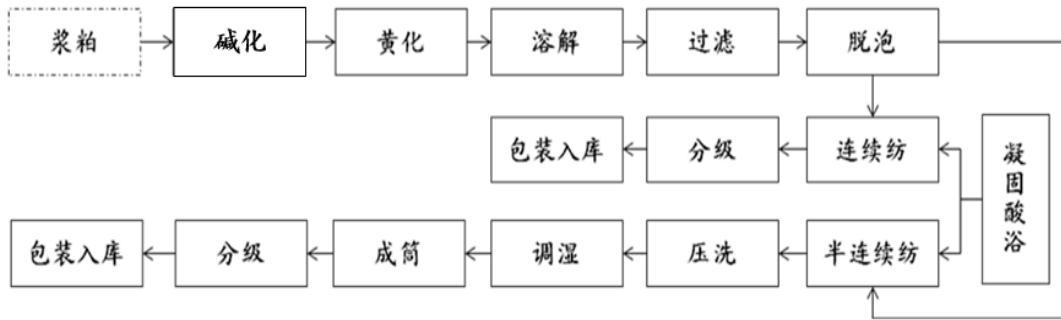 浆粕
碱化
黄化
溶解
过滤
脱泡
包装入库
分级
连续纺
凝固酸浴
包装入库
分级
成筒
调湿
压洗
半连续纺